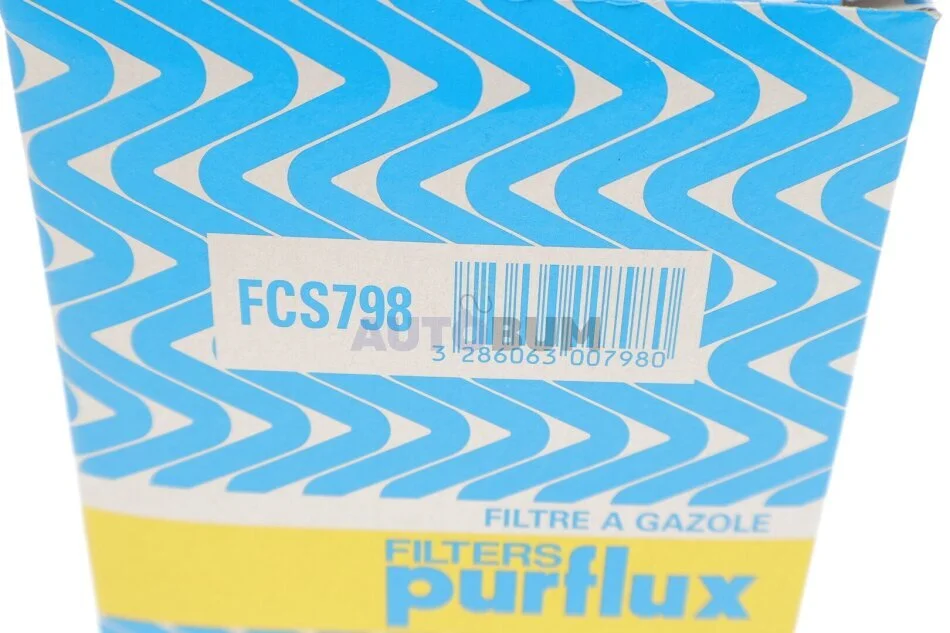 FCS798
AUTOBUM
3 286063 007980
FILTRE A GAZOLE
FILTERS
purflux